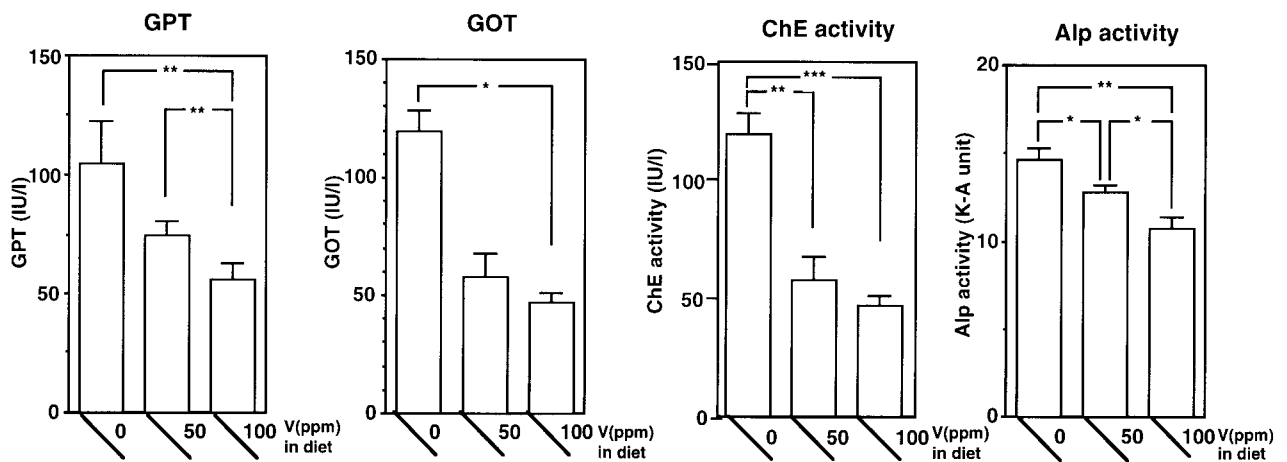 GPT
150
100
50
0
GPT (IU/l)
**
**
0 50 100 V(ppm)
in diet
GOT
150
100
50
0
GOT (IU/l)
*
0 50 100 V(ppm)
in diet
ChE activity
150
100
50
0
ChE activity (IU/l)
***
**
0 50 100 V(ppm)
in diet
Alp activity
20
10
0
Alp activity (K-A unit)
**
* *
0 50 100 V(ppm)
in diet